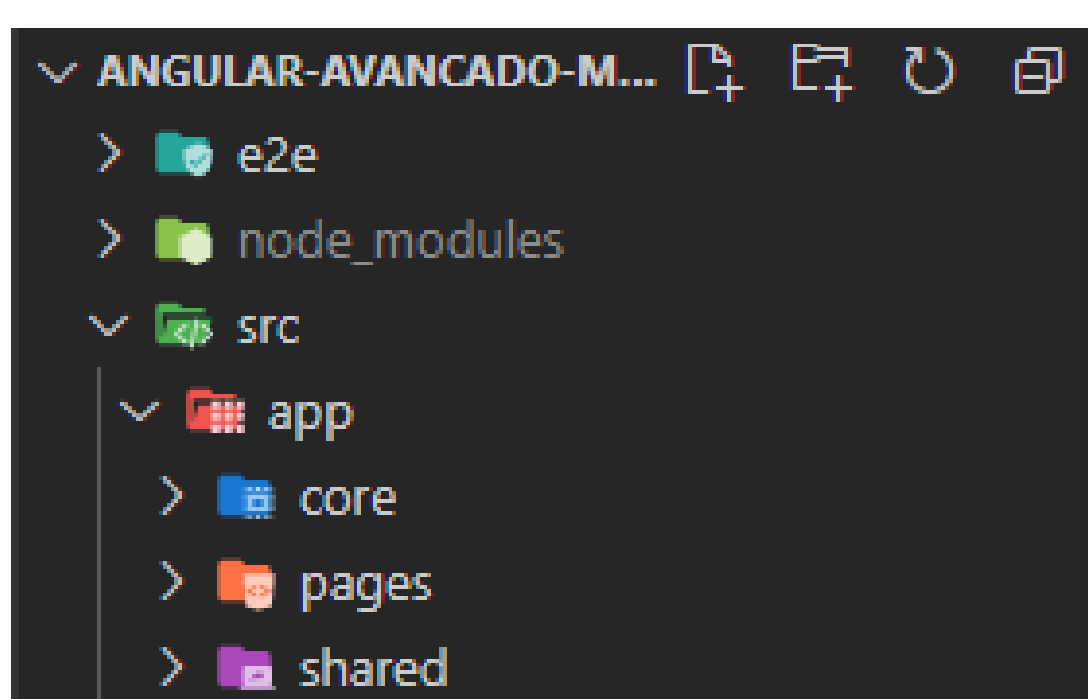 ANGULAR-AVANCADO-M...
e2e
node_modules
src
app
core
pages
shared